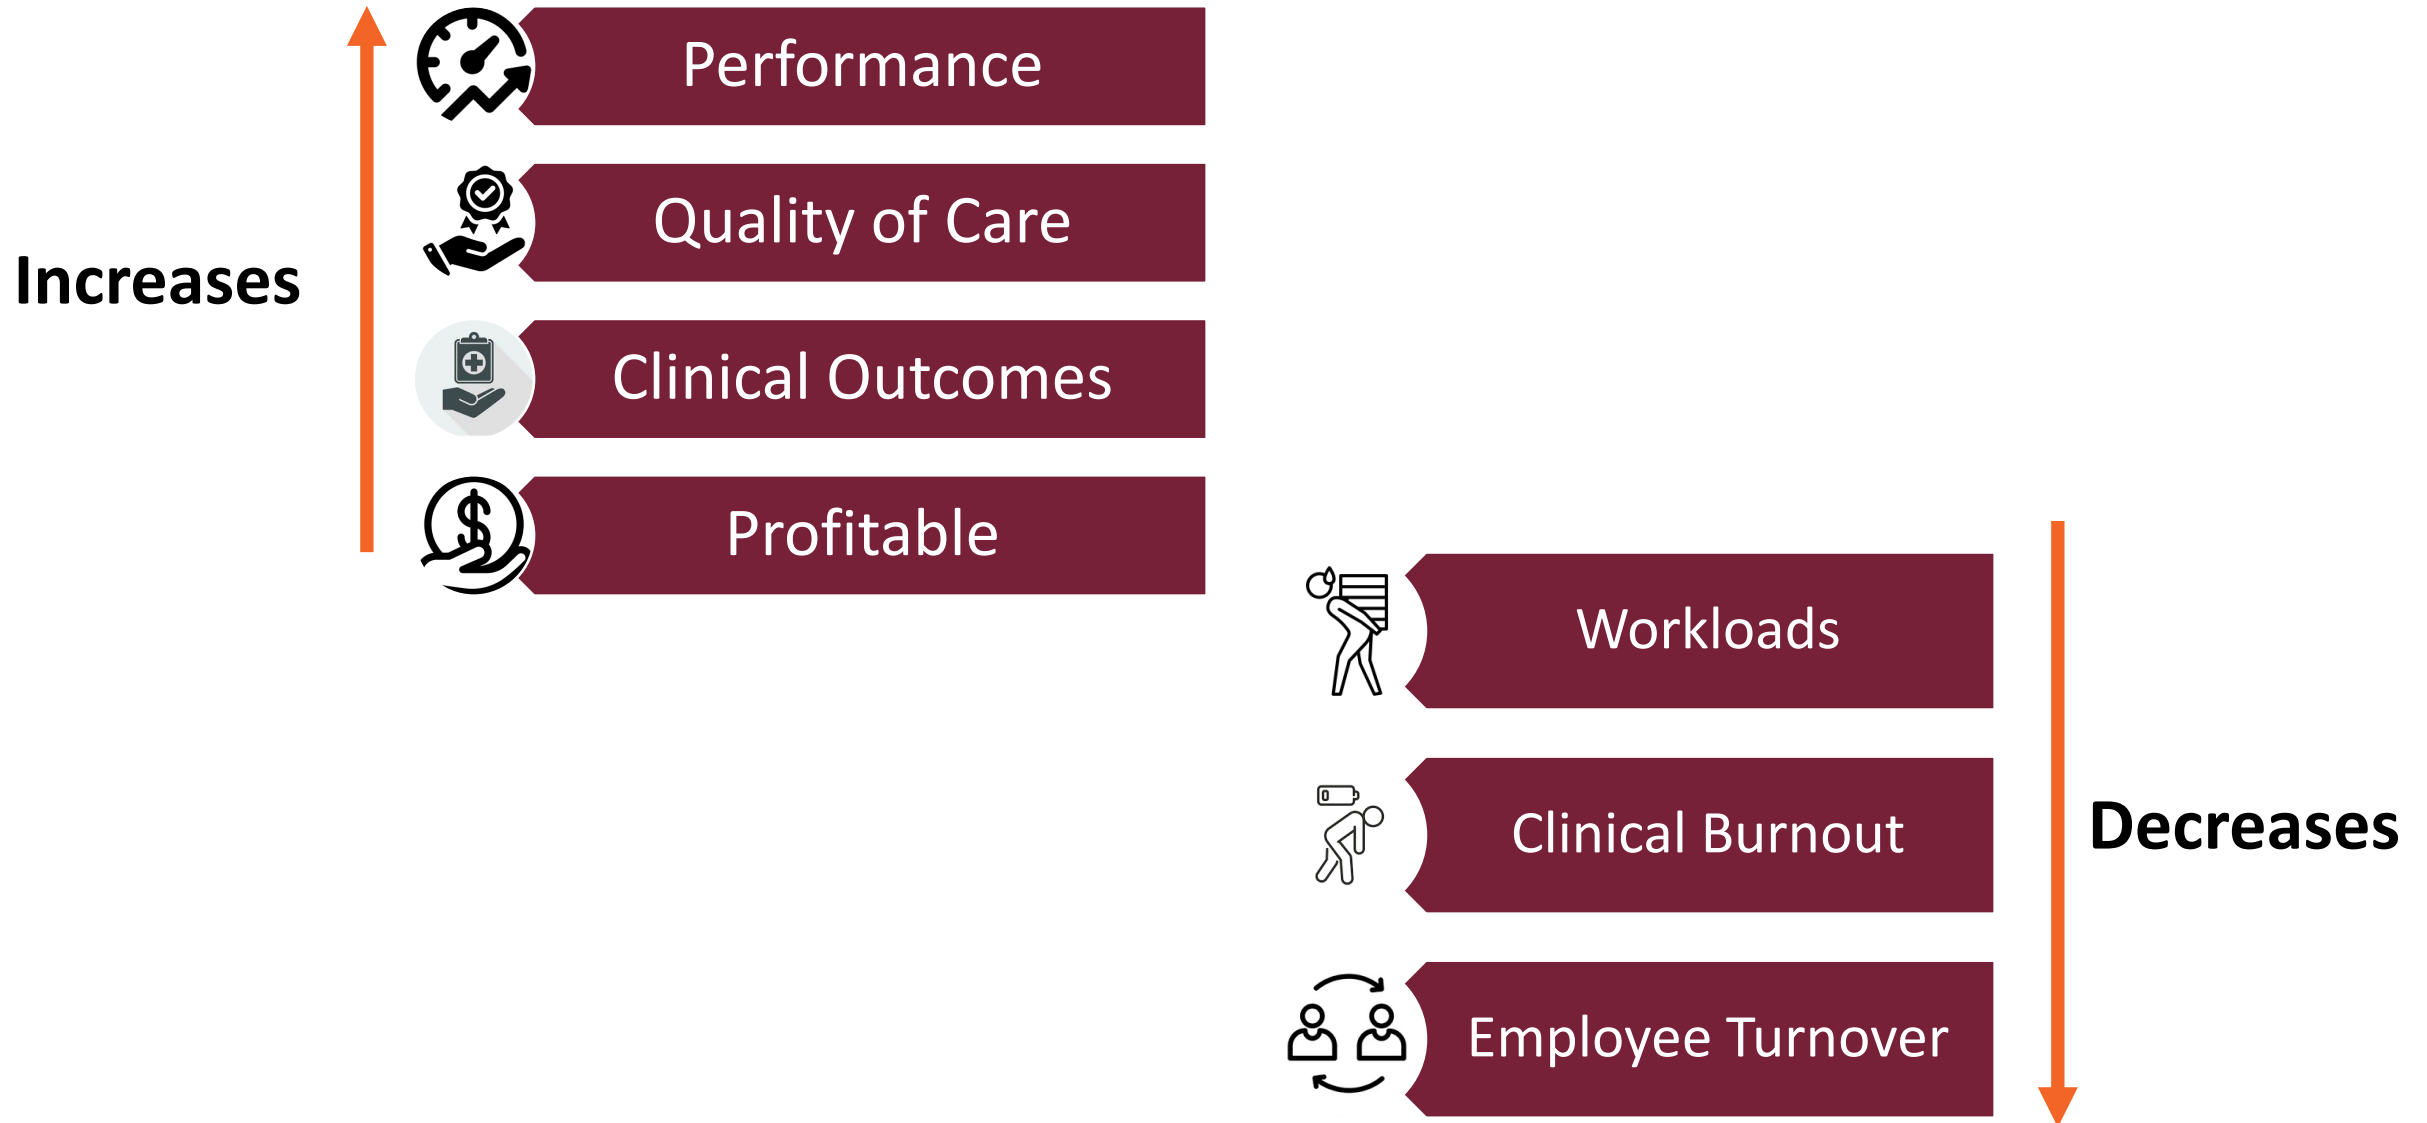 Increases
Performance
Quality of Care
Clinical Outcomes
Profitable
Workloads
Clinical Burnout
Employee Turnover
Decreases